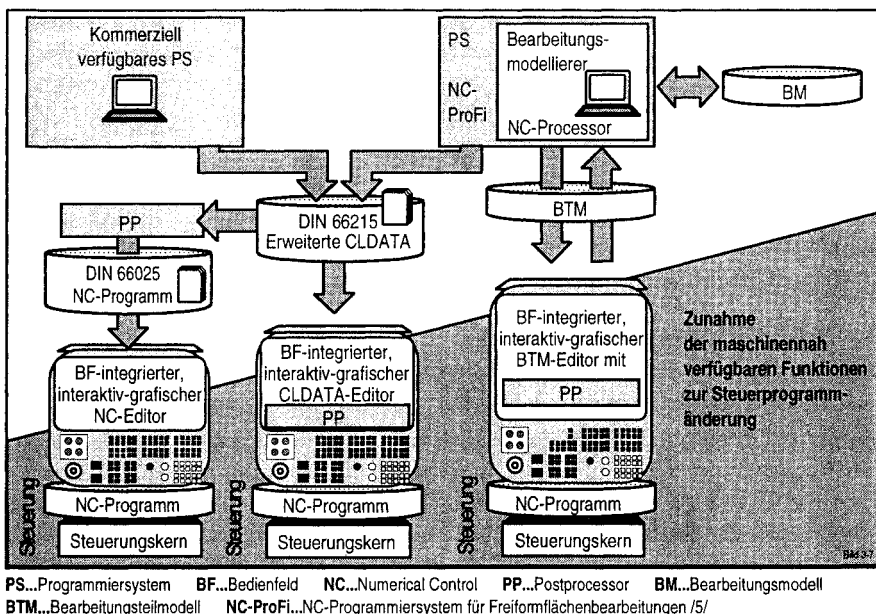 Kommerziell
verfügbares PS
PS
NC-
ProFi
Bearbeitungs-
modellierer
NC-Processor
BM
PP
DIN 66215
Erweiterte CLDATA
BTM
DIN 66025
NC-Programm
BF-integrierter,
interaktiv-grafischer
NC-Editor
BF-integrierter,
interaktiv-grafischer
CLDATA-Editor
PP
BF-integrierter,
interaktiv-grafischer
BTM-Editor mit
PP
Zunahme
der maschinennah
verfügbaren Funktionen
zur Steuerprogramm-
änderung
Steuerung
NC-Programm
Steuerungskern
Steuerung
NC-Programm
Steuerungskern
Steuerung
NC-Programm
Steuerungskern
Bild 3-7
PS...Programmiersystem BF...Bedienfeld NC...Numerical Control PP...Postprocessor BM...Bearbeitungsmodell
BTM...Bearbeitungsteilmodell NC-ProFi...NC-Programmiersystem für Freiformflächenbearbeitungen /5/